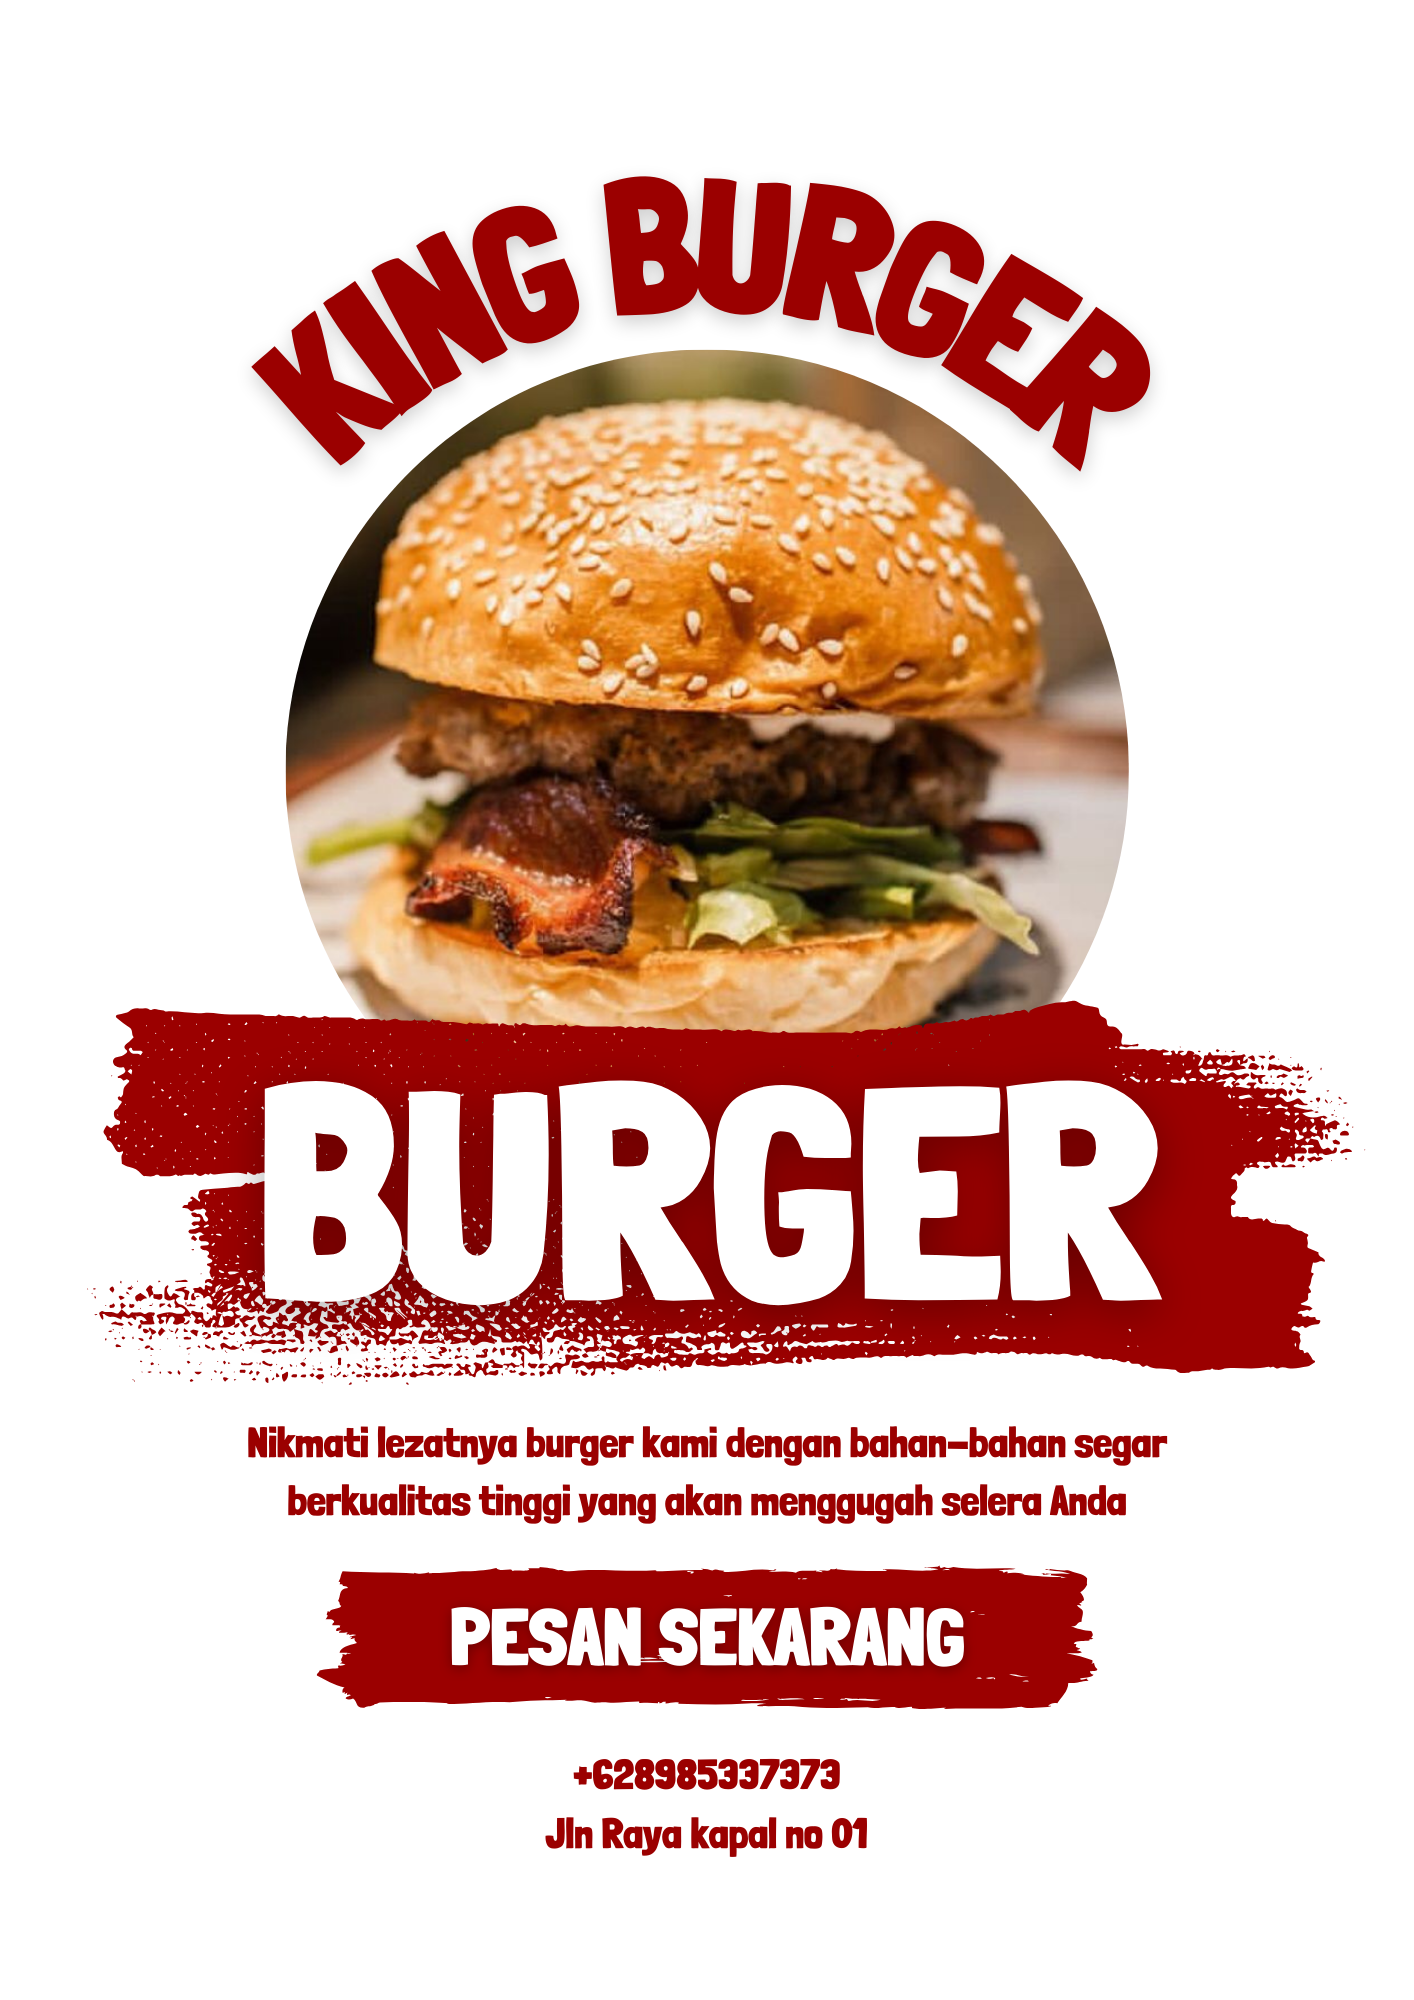 KING BURGER
BURGER
Nikmati lezatnya burger kami dengan bahan-bahan segar
berkualitas tinggi yang akan menggugah selera Anda
PESAN SEKARANG
+628985337373
Jln Raya kapal no 01